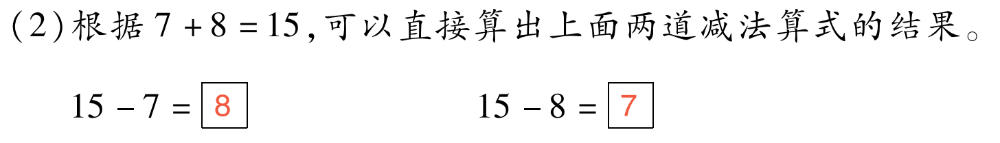 (2)根据 7 + 8 = 15,可以直接算出上面两道减法算式的结果。
15 - 7 = 8 15 - 8 = 7